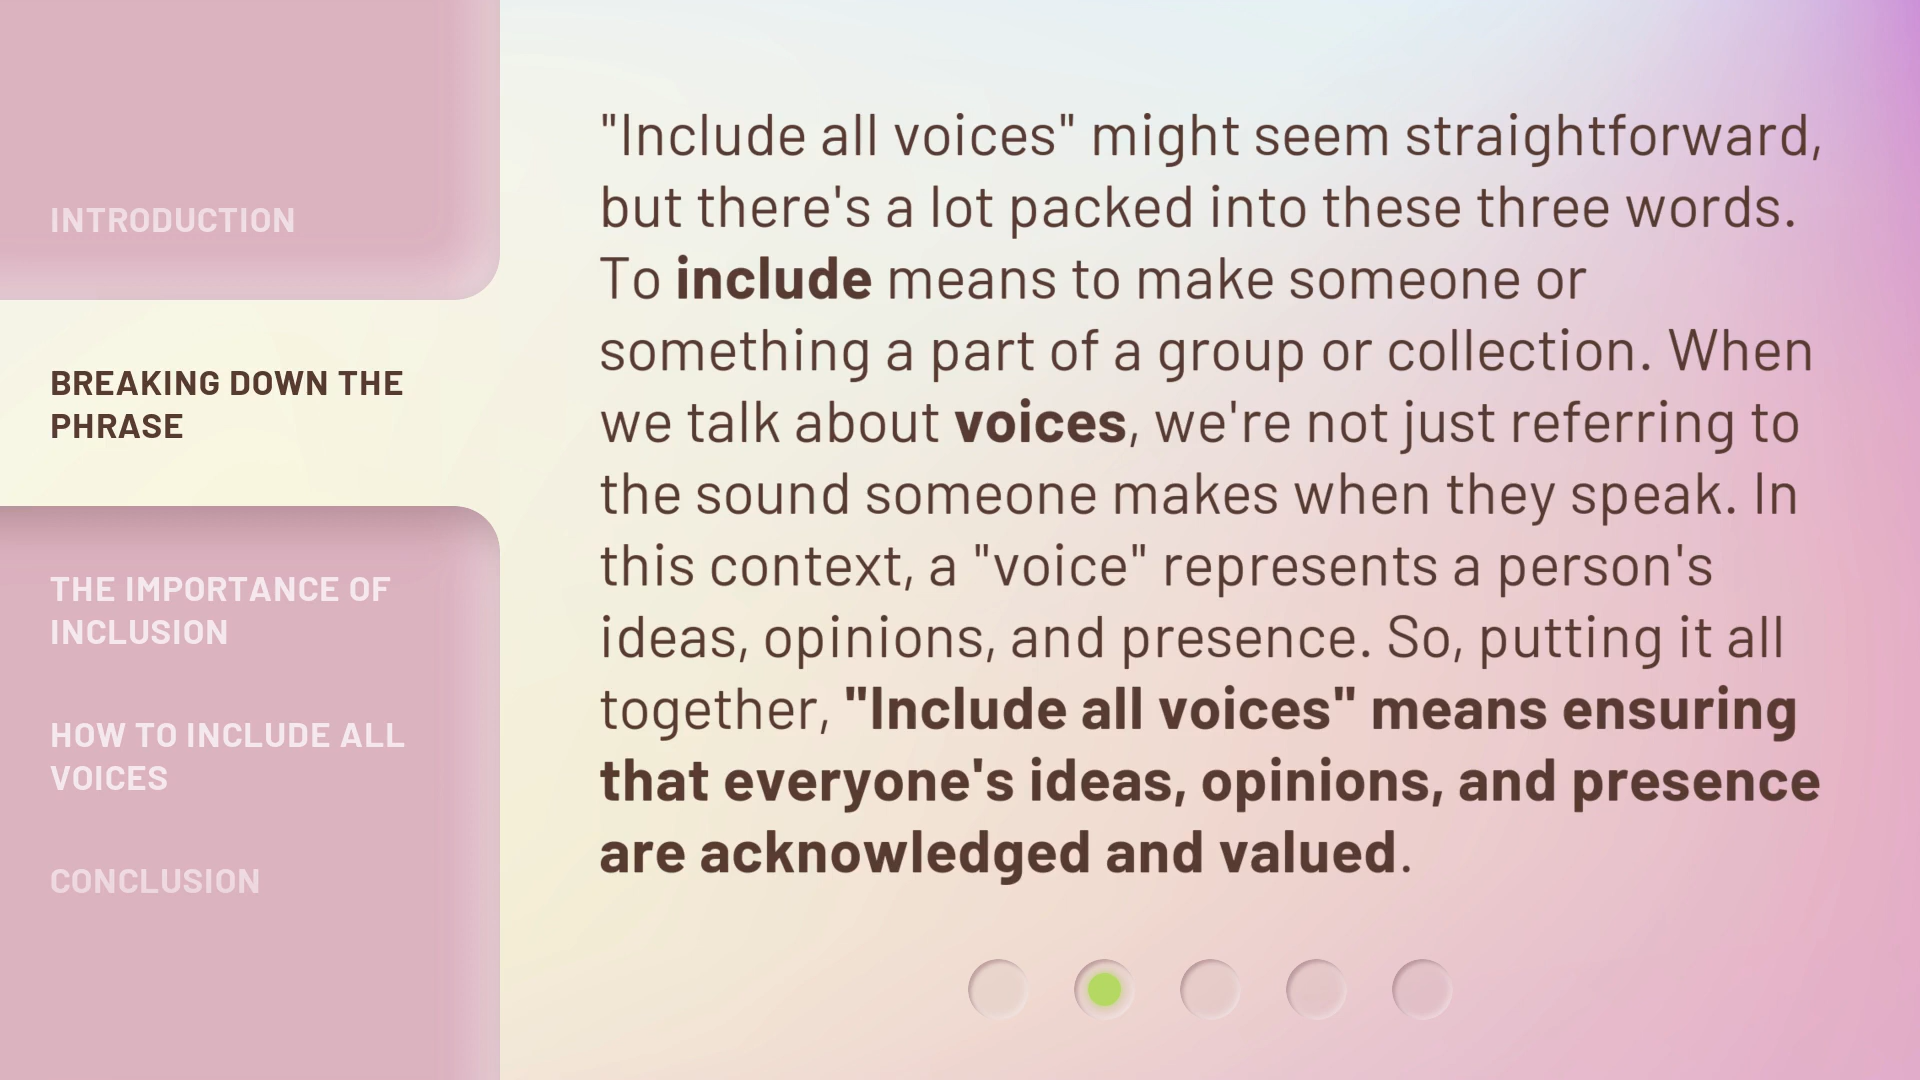 INTRODUCTION
BREAKING DOWN THE
PHRASE
THE IMPORTANCE OF
INCLUSION
HOW TO INCLUDE ALL
VOICES
CONCLUSION
"Include all voices" might seem straightforward,
but there's a lot packed into these three words.
To include means to make someone or
something a part of a group or collection. When
we talk about voices, we're not just referring to
the sound someone makes when they speak. In
this context, a "voice" represents a person's
ideas, opinions, and presence. So, putting it all
together, "Include all voices" means ensuring
that everyone's ideas, opinions, and presence
are acknowledged and valued.